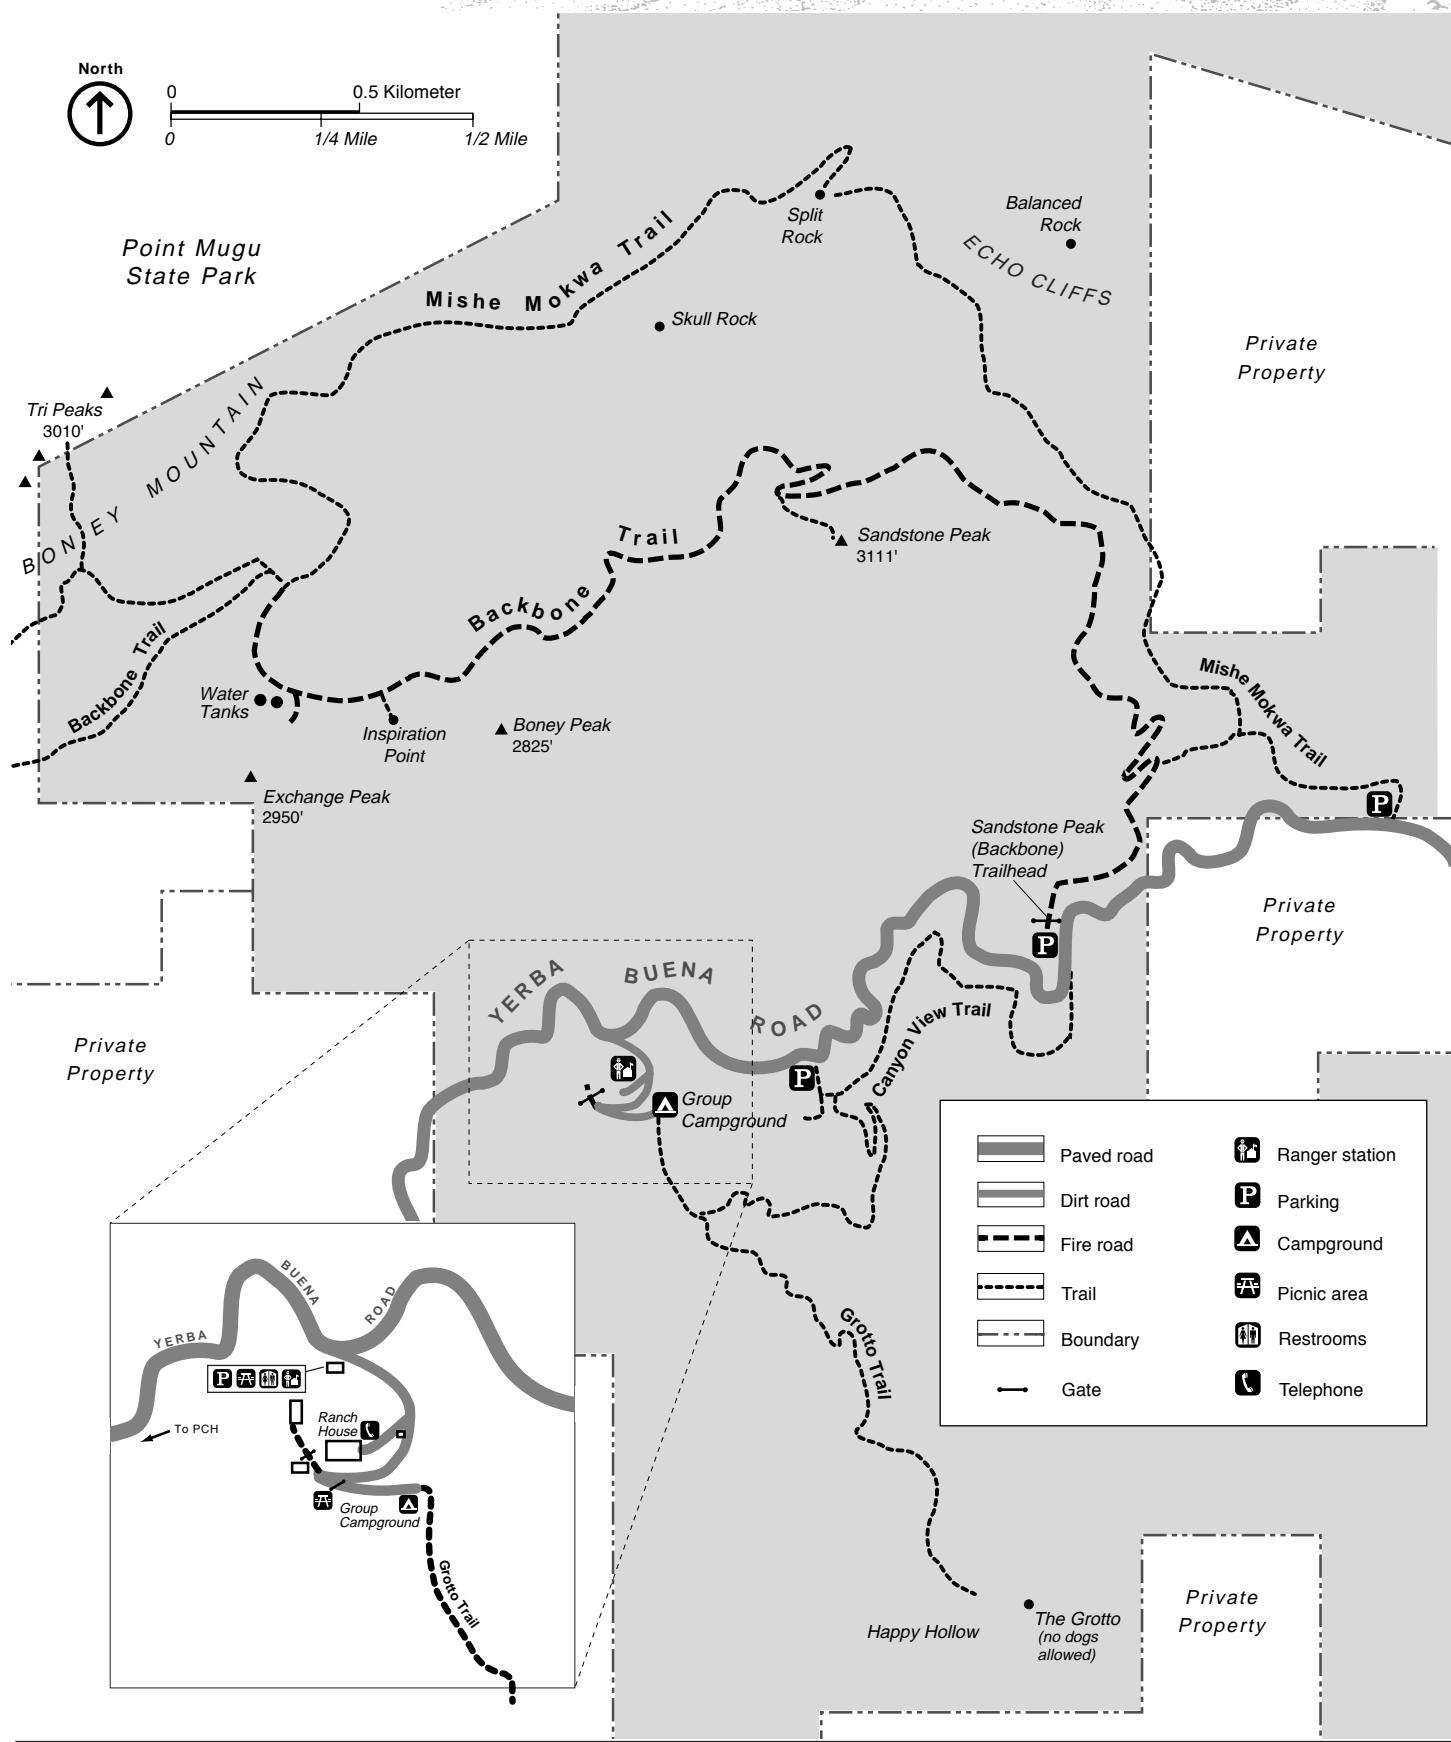 North
0
0.5 Kilometer
0
1/4 Mile
1/2 Mile
Point Mugu
State Park
Mishe Mokwa Trail
Split
Rock
Balanced
Rock
ECHO CLIFFS
Skull Rock
Private
Property
Tri Peaks
3010'
BONEY MOUNTAIN
Sandstone Peak
3111'
Backbone Trail
Backbone Trail
Water
Tanks
Inspiration
Point
Boney Peak
2825'
Exchange Peak
2950'
Mishe Mokwa Trail
P
Sandstone Peak
(Backbone)
Trailhead
P
Private
Property
YERBA BUENA ROAD
Canyon View Trail
Private
Property
P
Group
Campground
Grotto Trail
Paved road
Dirt road
Fire road
Trail
Boundary
Gate
Ranger station
P
Parking
Campground
Picnic area
Restrooms
Telephone
YERBA BUENA ROAD
P
To PCH
Ranch
House
Group
Campground
Grotto Trail
Happy Hollow
The Grotto
(no dogs
allowed)
Private
Property